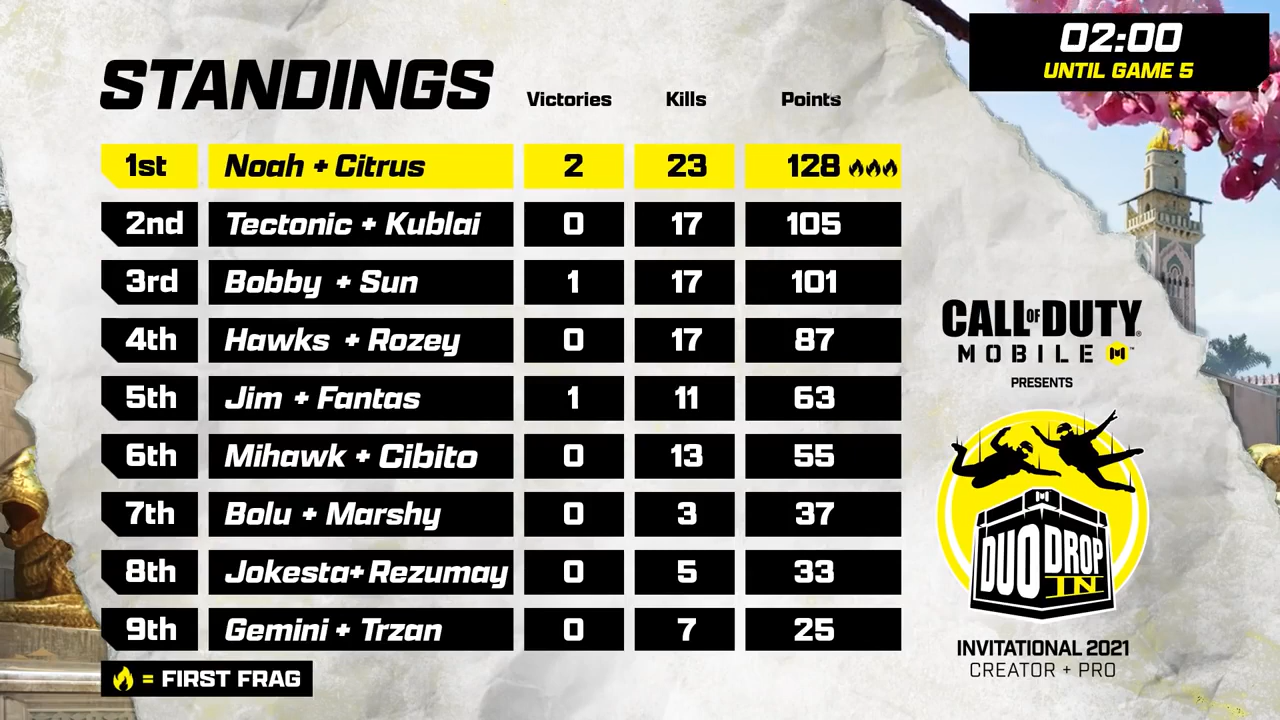 02:00
UNTIL GAME 5
STANDINGS Victories Kills Points
1st Noah + Citrus 2 23 128
2nd Tectonic + Kublai 0 17 105
3rd Bobby + Sun 1 17 101
4th Hawks + Rozey 0 17 87
5th Jim + Fantas 1 11 63
6th Mihawk + Cibito 0 13 55
7th Bolu + Marshy 0 3 37
8th Jokesta+ Rezumay 0 5 33
9th Gemini + Trzan 0 7 25
= FIRST FRAG
CALL OF DUTY
MOBILE ™
PRESENTS
DUO DROP
IN
INVITATIONAL 2021
CREATOR + PRO